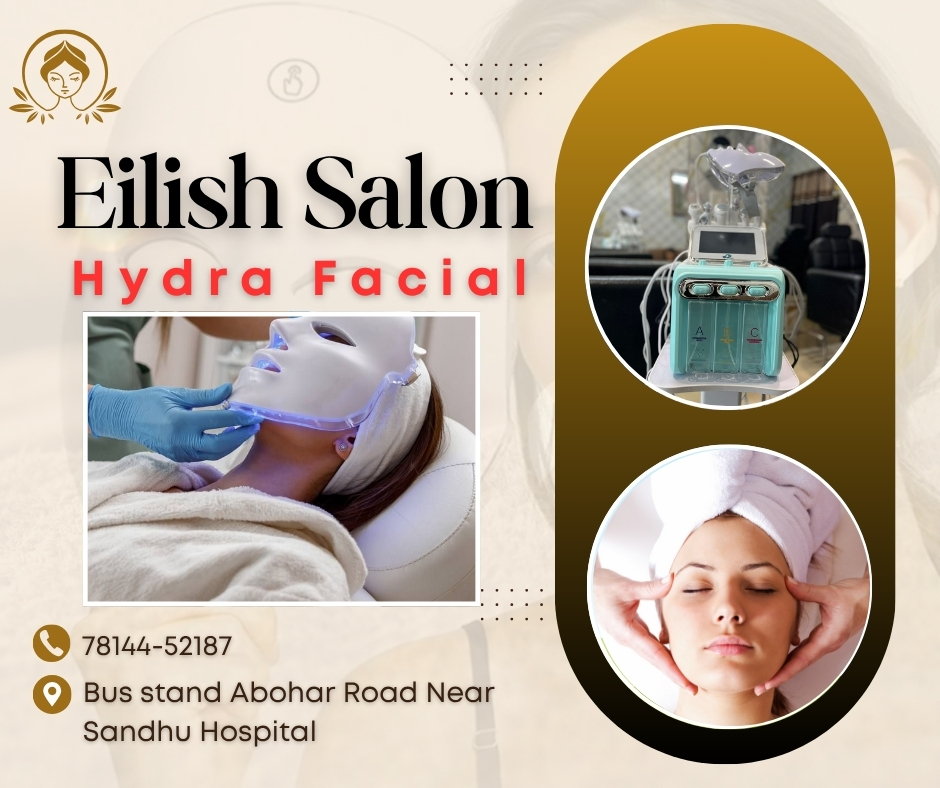 Eilish Salon
Hydra Facial
A
C
78144-52187
Bus stand Abohar Road Near
Sandhu Hospital